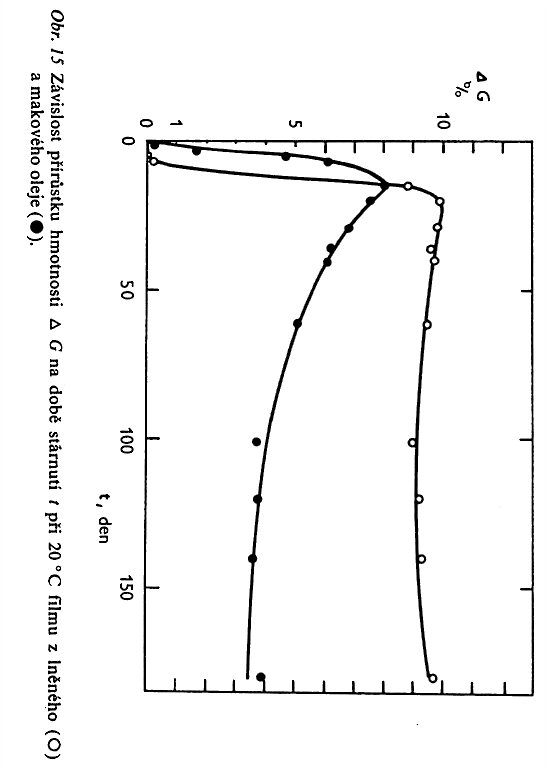 Δ G
%
10
5
1
0
0
50
100
150
t, den
Obr. 15 Závislost přírůstku hmotnosti Δ G na době stárnutí t při 20 °C filmu z lněného (O)
a makového oleje (●).